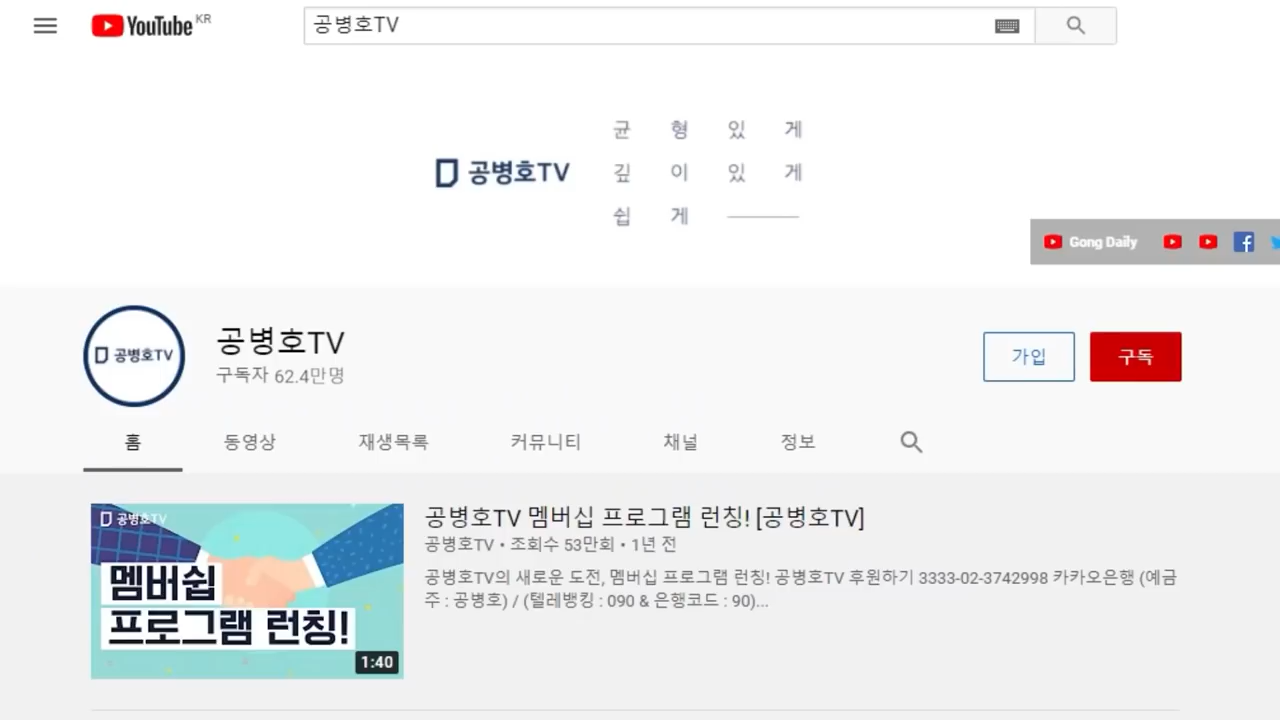 YouTube KR
공병호TV
균 형 있 게
공병호TV
깊 이 있 게
쉽 게
Gong Daily
공병호TV
공병호TV
구독자 62.4만명
가입
구독
홈 동영상 재생목록 커뮤니티 채널 정보
공병호TV
멤버쉽
프로그램 런칭!
1:40
공병호TV 멤버십 프로그램 런칭! [공병호TV]
공병호TV • 조회수 53만회 • 1년 전
공병호TV의 새로운 도전, 멤버십 프로그램 런칭! 공병호TV 후원하기 3333-02-3742998 카카오은행 (예금
주 : 공병호) / (텔레뱅킹 : 090 & 은행코드 : 90)...